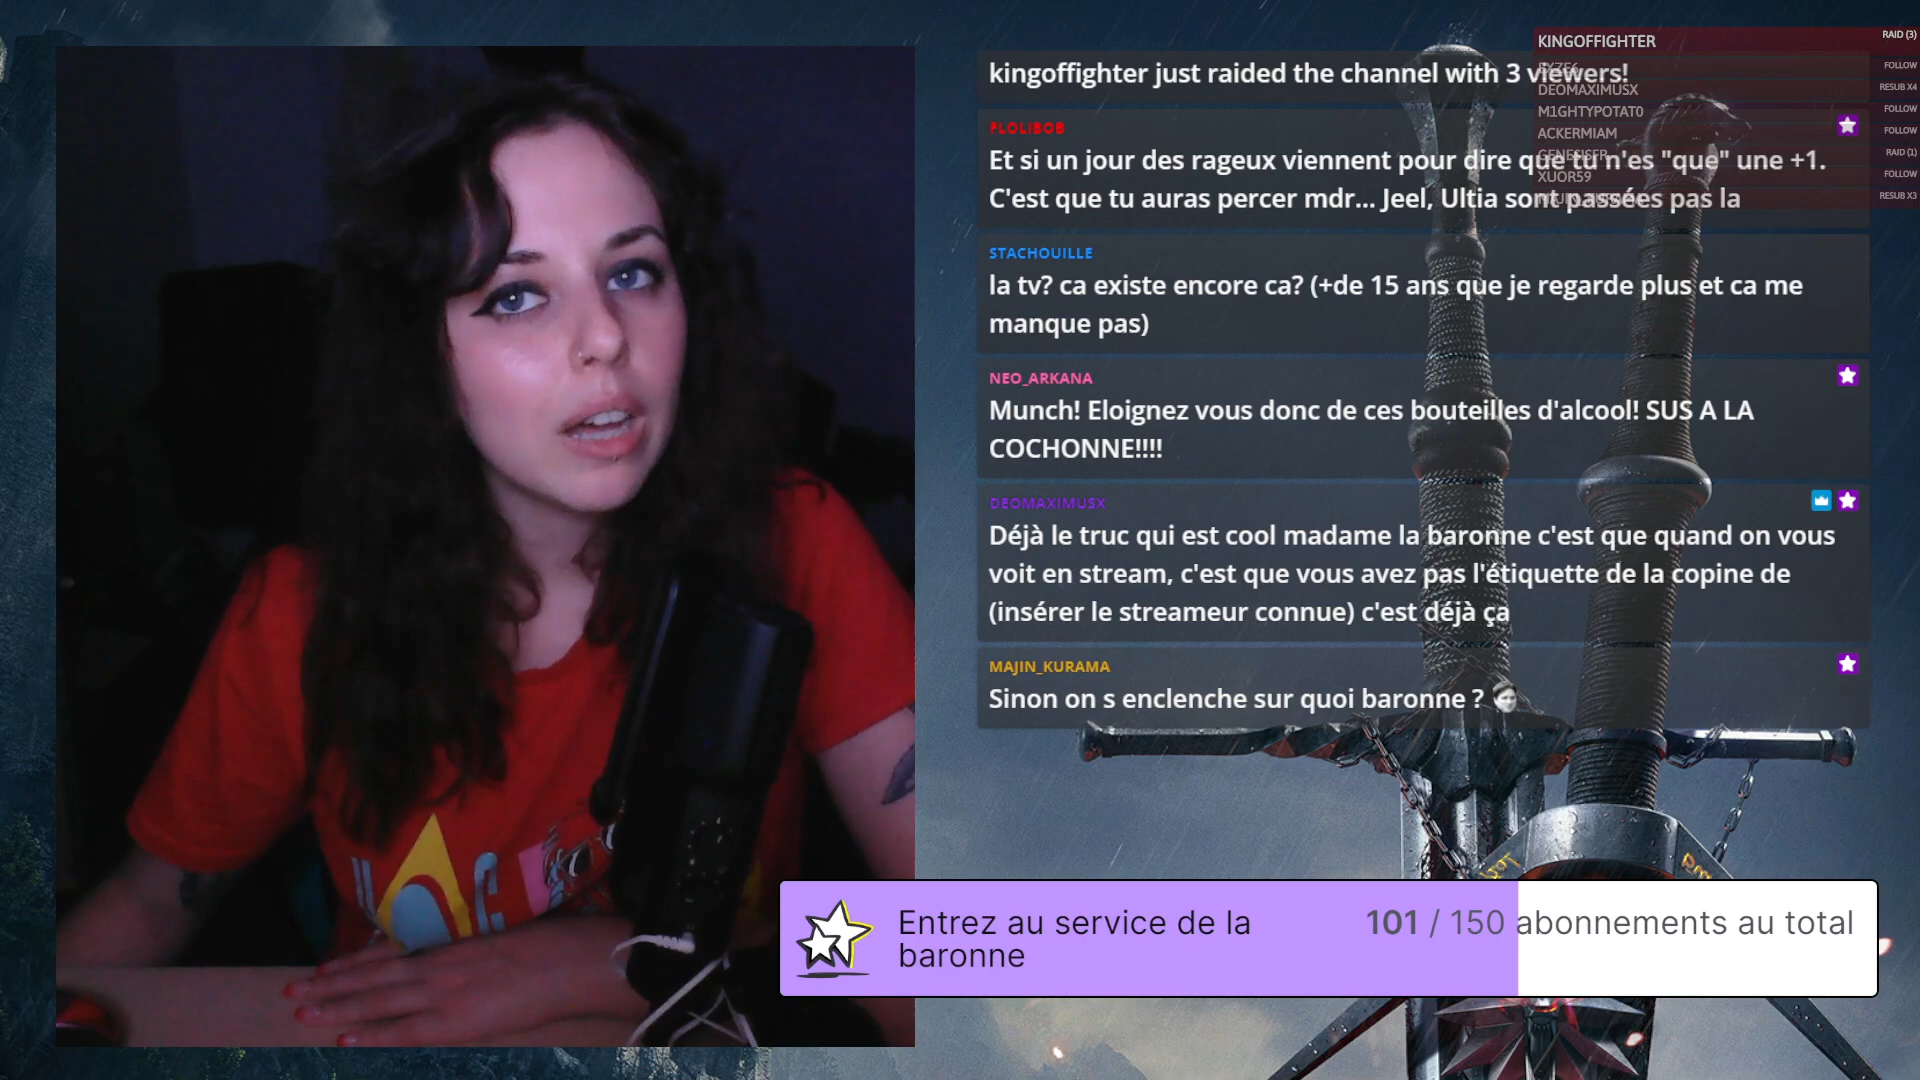 kingoffighter just raided the channel with 3 viewers!
FLOLIBOB
Et si un jour des rageux viennent pour dire que tu n'es "que" une +1.
C'est que tu auras percer mdr... Jeel, Ultia sont passées pas la
STACHOUILLE
la tv? ca existe encore ca? (+de 15 ans que je regarde plus et ca me
manque pas)
NEO_ARKANA
Munch! Eloignez vous donc de ces bouteilles d'alcool! SUS A LA
COCHONNE!!!!
DEOMAXIMUSX
Déjà le truc qui est cool madame la baronne c'est que quand on vous
voit en stream, c'est que vous avez pas l'étiquette de la copine de
(insérer le streameur connue) c'est déjà ça
MAJIN_KURAMA
Sinon on s enclenche sur quoi baronne ?
KINGOFFIGHTER RAID (3)
FOLLOW
DEOMAXIMUSX RESUB X4
M1GHTYPOTAT0 FOLLOW
ACKERMIAM FOLLOW
RAID (1)
XUOR59 FOLLOW
RESUB X3
Entrez au service de la
baronne
101 / 150 abonnements au total